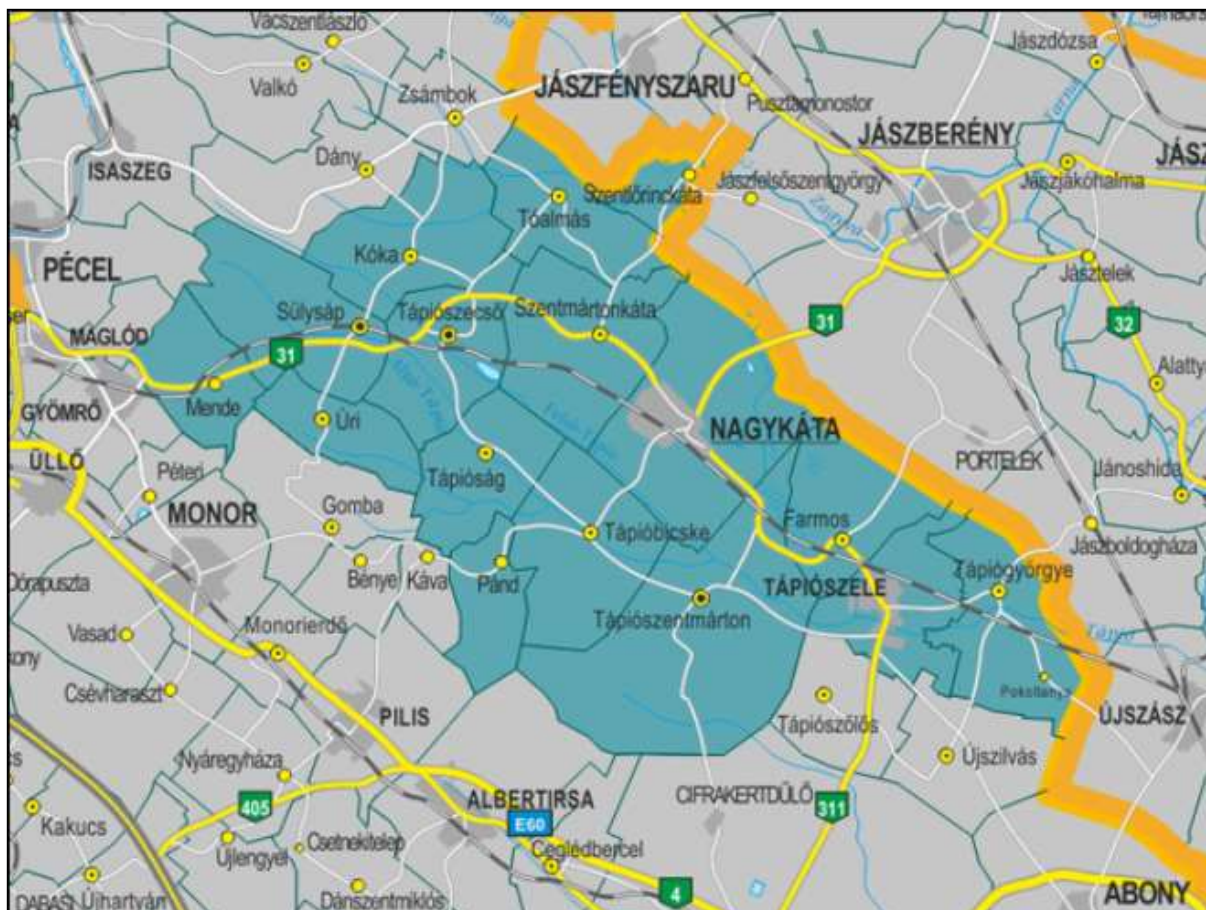 Vácszentlászló
Valkó
Zsámbok
JÁSZFÉNYSZARU
Pusztamonostor
Jászdózsa
JÁSZBERÉNY
Dány
ISASZEG
Szentlőrinckáta
Jászfelsőszentgyörgy
Jászjákóhalma
Zagyva
Tóalmás
Kóka
PÉCEL
Jásztelek
Sülysáp
Tápiószecső
Szentmártonkáta
31
32
MAGLÓD
31
Mende
GYÖMRŐ
Úri
NAGYKÁTA
ÜLLŐ
Péteri
Tápióság
PORTELEK
Jánoshida
MONOR
Gomba
Tápióbicske
Farmos
Jászboldogháza
Bénye
Káva
Pánd
TÁPIÓSZELE
Tápiógyörgye
Tápiószentmárton
Tápió
Vasad
Monorierdő
Csévharaszt
PILIS
Tápiószőlős
ÚJSZÁSZ
Nyáregyháza
Újszilvás
405
ALBERTIRSA
CIFRAKERTDŰLŐ
311
E60
Kakucs
Újlengyel
Csetnekitelep
Ceglédbercel
4
Újhartyán
Dánszentmiklós
ABONY